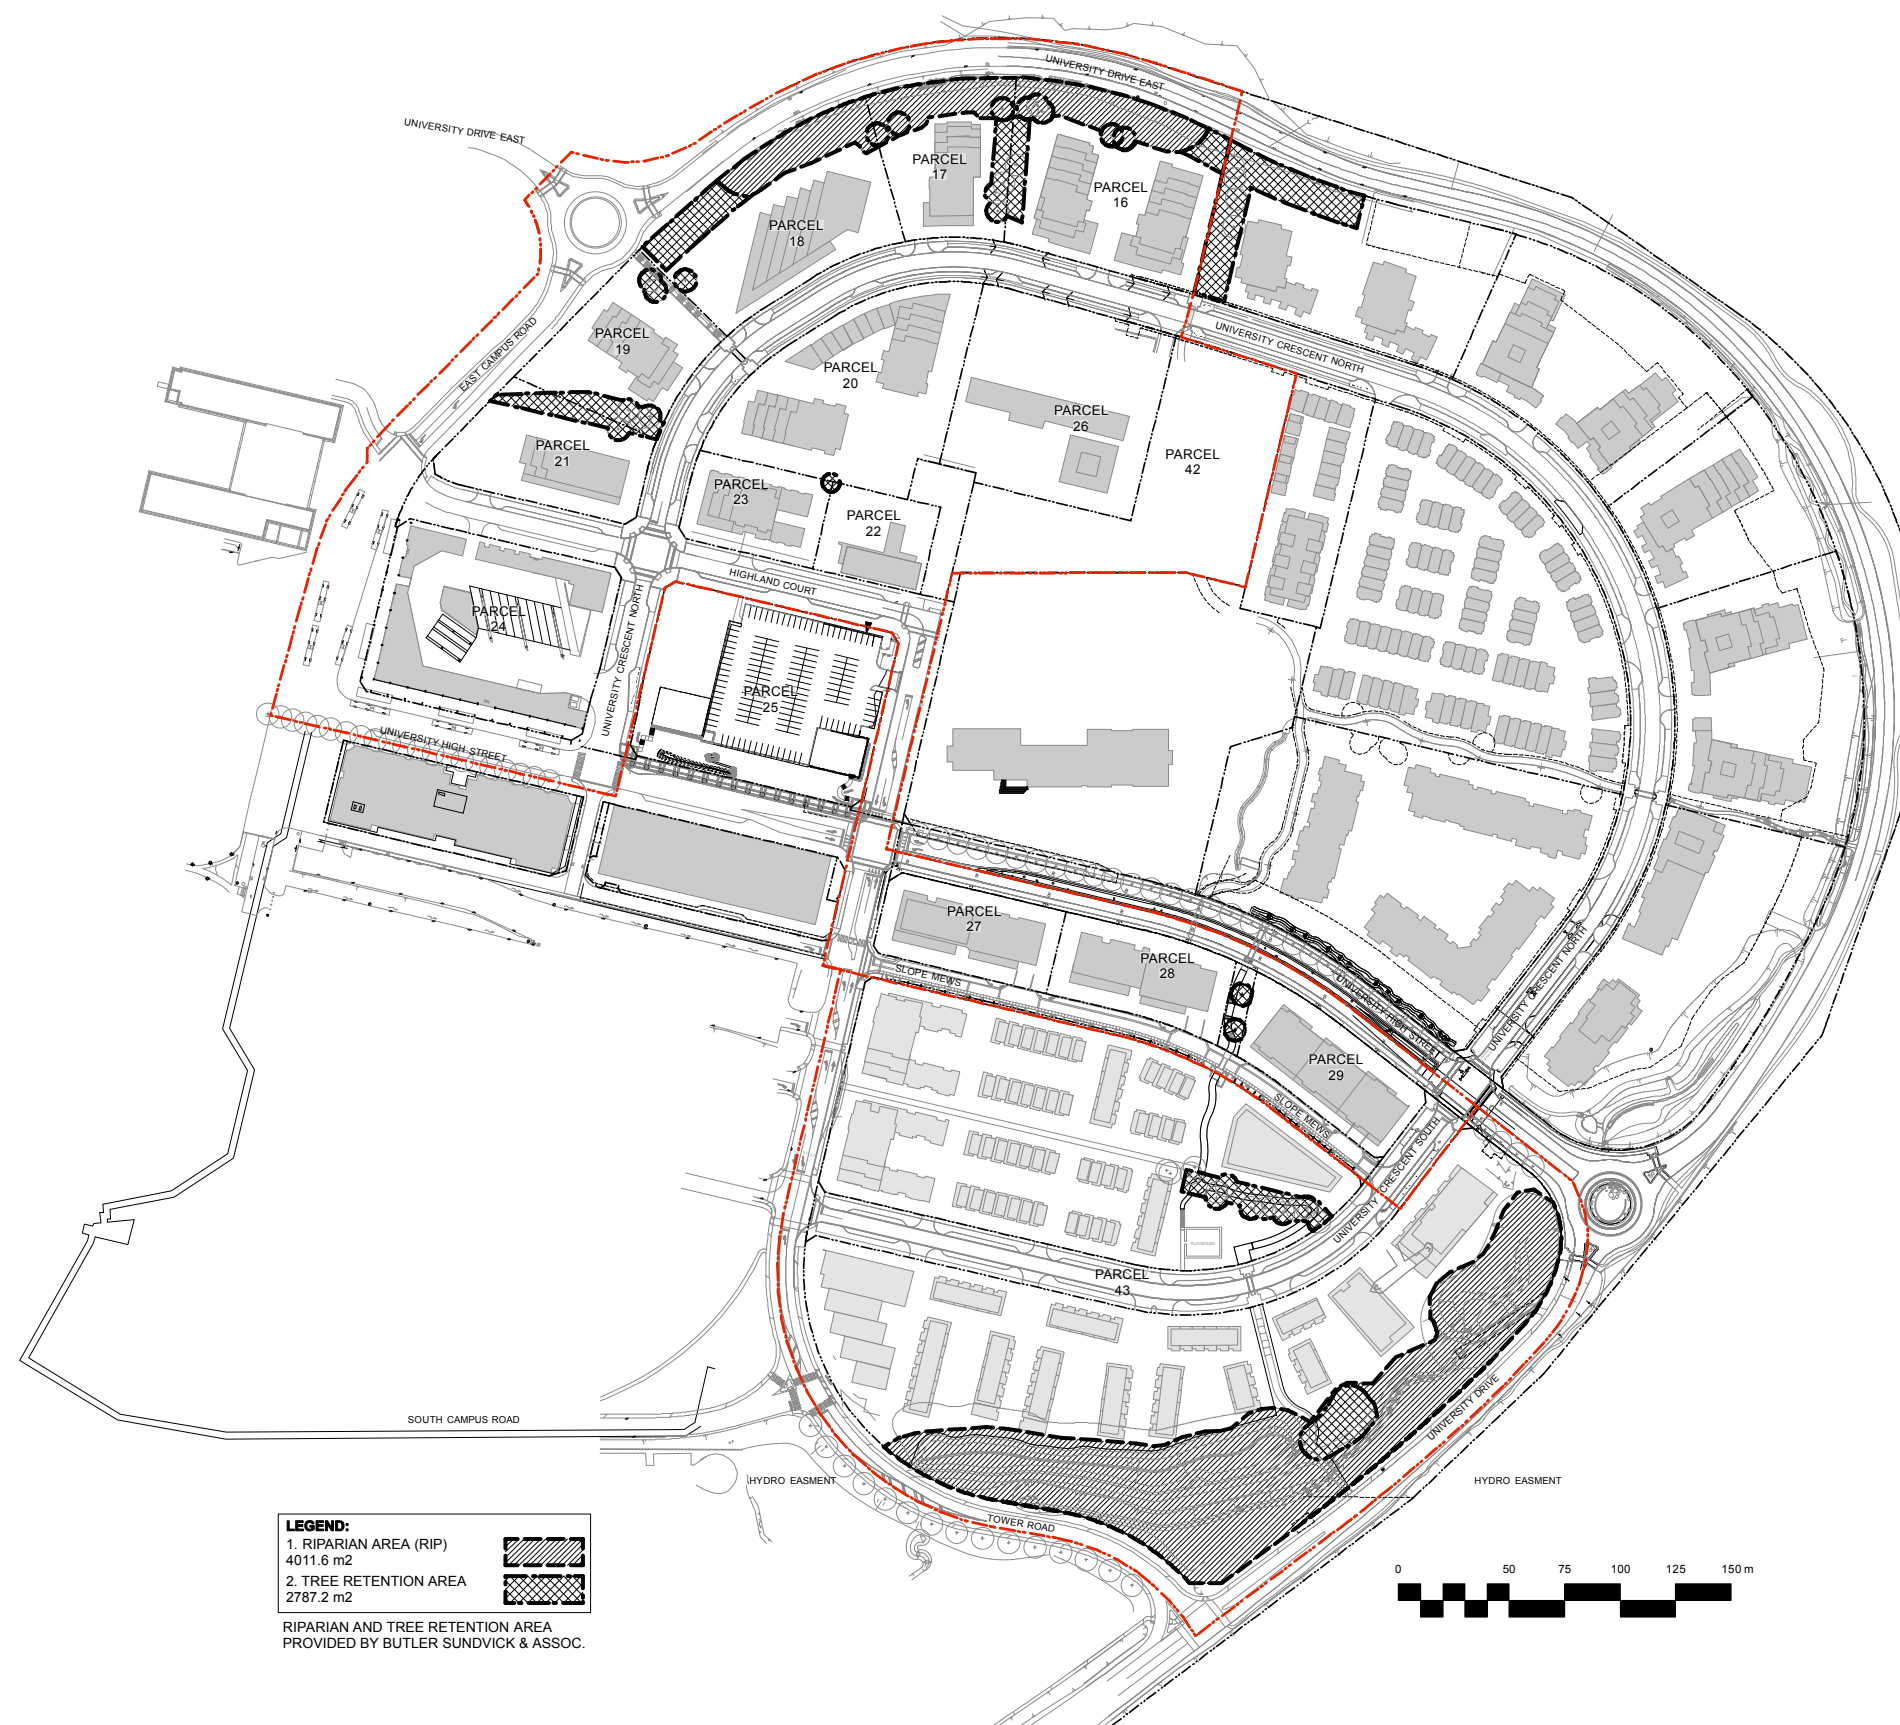 UNIVERSITY DRIVE EAST
UNIVERSITY DRIVE EAST
PARCEL
17
PARCEL
16
PARCEL
18
PARCEL
19
EAST CAMPUS ROAD
UNIVERSITY CRESCENT NORTH
PARCEL
20
PARCEL
26
PARCEL
42
PARCEL
21
PARCEL
23
PARCEL
22
HIGHLAND COURT
PARCEL
24
UNIVERSITY CRESCENT NORTH
PARCEL
25
UNIVERSITY HIGH STREET
PARCEL
27
PARCEL
28
SLOPE MEWS
UNIVERSITY HIGH STREET
UNIVERSITY CRESCENT NORTH
PARCEL
29
SLOPE MEWS
UNIVERSITY CRESCENT SOUTH
PLAYGROUND
PARCEL
43
SOUTH CAMPUS ROAD
UNIVERSITY DRIVE
HYDRO EASMENT
HYDRO EASMENT
TOWER ROAD
LEGEND:
1. RIPARIAN AREA (RIP)
4011.6 m2
2. TREE RETENTION AREA
2787.2 m2
RIPARIAN AND TREE RETENTION AREA
PROVIDED BY BUTLER SUNDVICK & ASSOC.
0 50 75 100 125 150 m